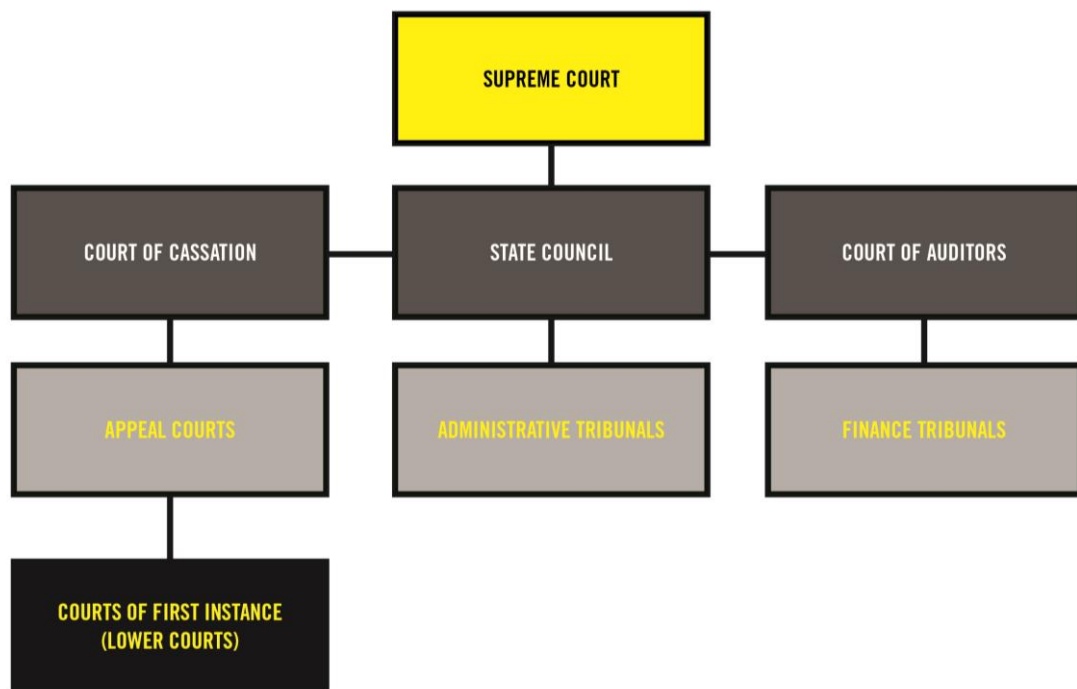 SUPREME COURT
COURT OF CASSATION
STATE COUNCIL
COURT OF AUDITORS
APPEAL COURTS
ADMINISTRATIVE TRIBUNALS
FINANCE TRIBUNALS
COURTS OF FIRST INSTANCE
(LOWER COURTS)